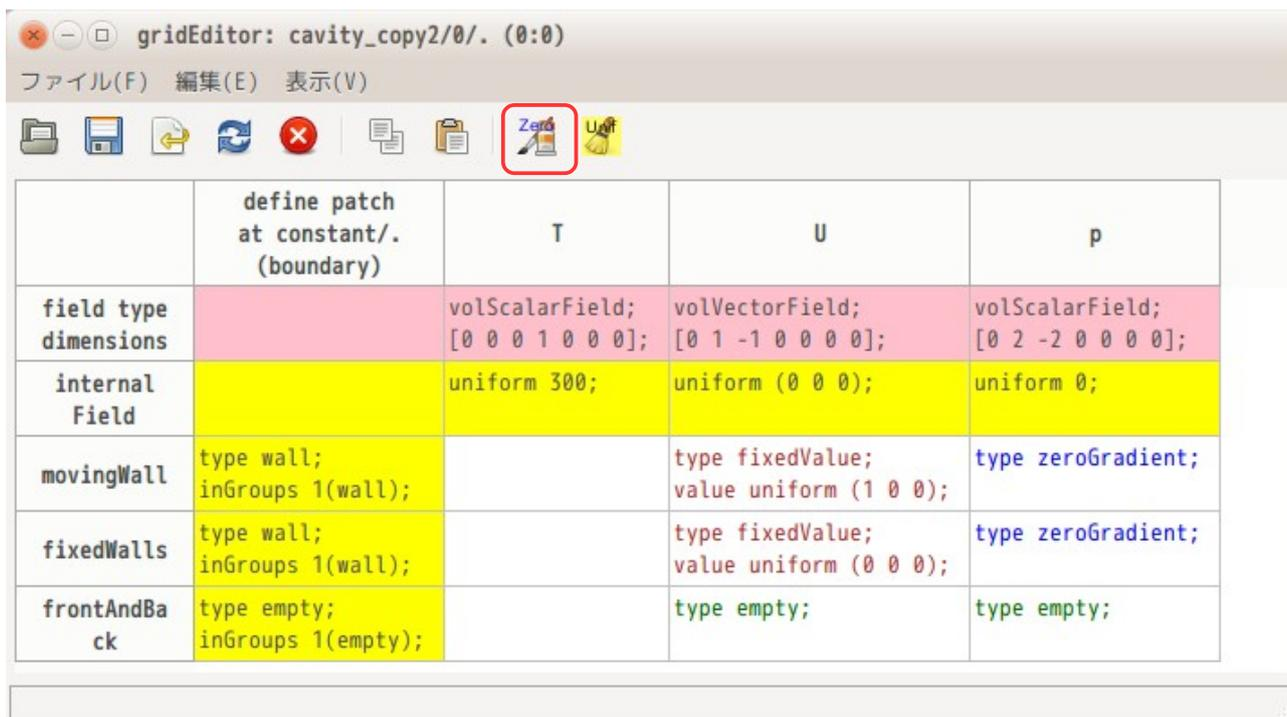 gridEditor: cavity_copy2/0/. (0:0)
ファイル(F) 編集(E) 表示(V)
Zero Unif
define patch
at constant/.
(boundary)
T
U
p
field type
dimensions
volScalarField;
[0 0 0 1 0 0 0];
volVectorField;
[0 1 -1 0 0 0 0];
volScalarField;
[0 2 -2 0 0 0 0];
internal
Field
uniform 300;
uniform (0 0 0);
uniform 0;
movingWall
type wall;
inGroups 1(wall);
type fixedValue;
value uniform (1 0 0);
type zeroGradient;
fixedWalls
type wall;
inGroups 1(wall);
type fixedValue;
value uniform (0 0 0);
type zeroGradient;
frontAndBa
ck
type empty;
inGroups 1(empty);
type empty;
type empty;